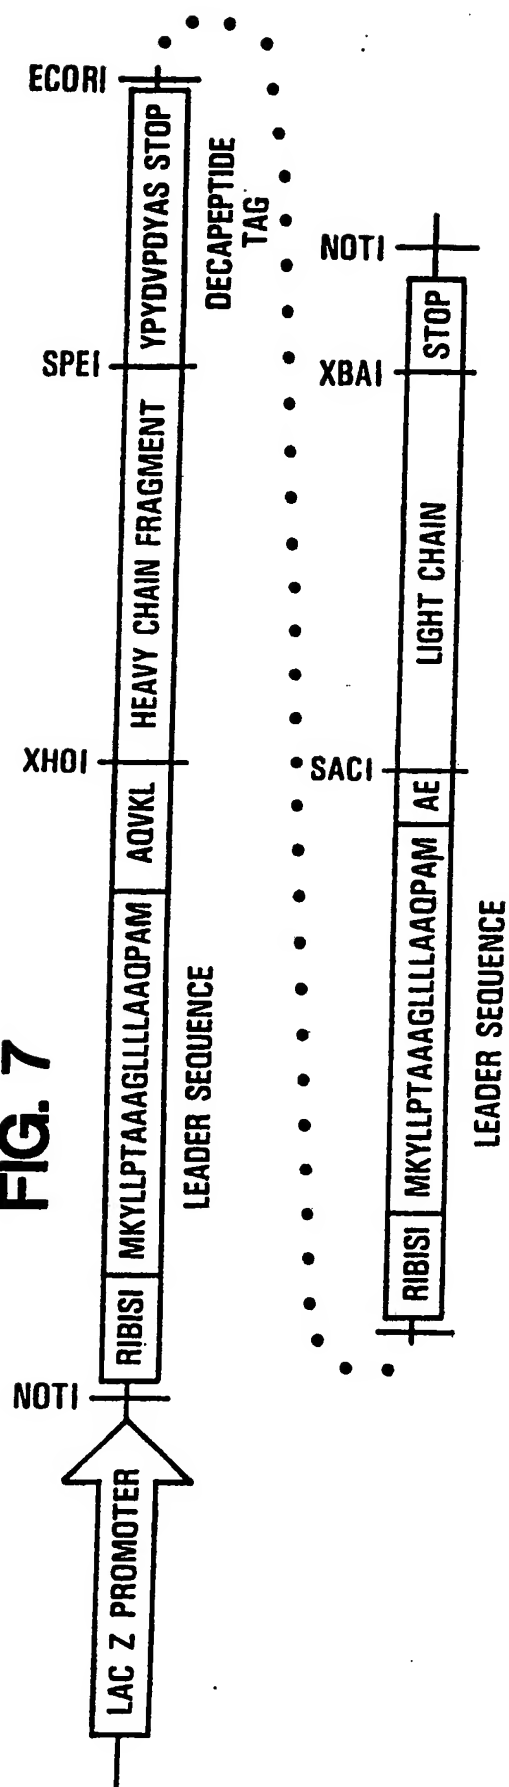 FIG. 7
LAC Z PROMOTER
NOTI
RIBISI
MKYLLPTAAAGLLLLAAQPAM
LEADER SEQUENCE
AQVKL
XHOI
HEAVY CHAIN FRAGMENT
SPEI
YPYDVPDYAS STOP
DECAPEPTIDE
TAG
ECORI
RIBISI
MKYLLPTAAAGLLLLAAQPAM
LEADER SEQUENCE
AE
SACI
LIGHT CHAIN
XBAI
STOP
NOTI